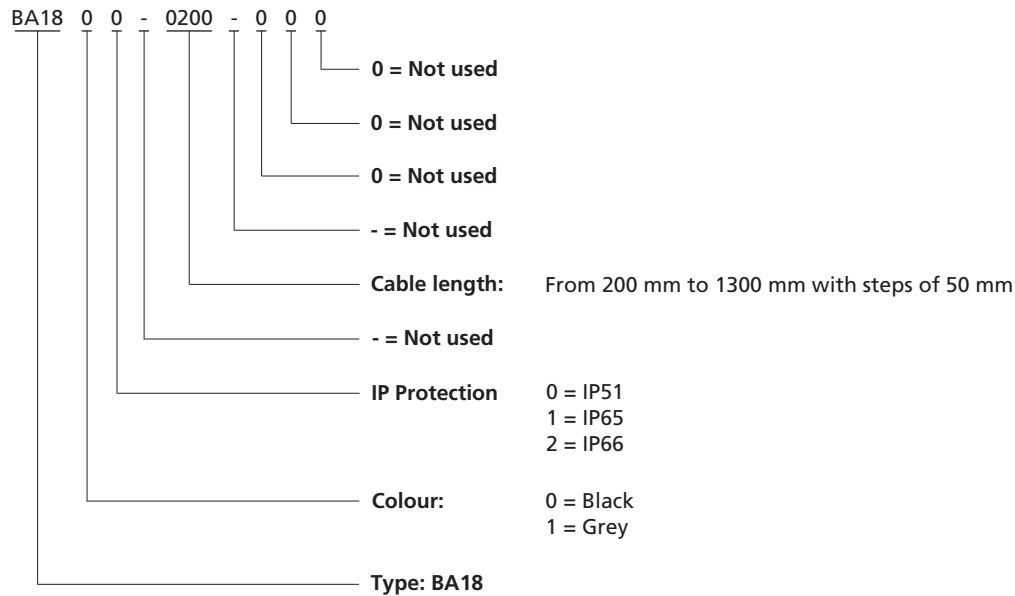 BA18 0 0 - 0200 - 0 0 0
0 = Not used
0 = Not used
0 = Not used
- = Not used
Cable length: From 200 mm to 1300 mm with steps of 50 mm
- = Not used
IP Protection 0 = IP51
1 = IP65
2 = IP66
Colour: 0 = Black
1 = Grey
Type: BA18